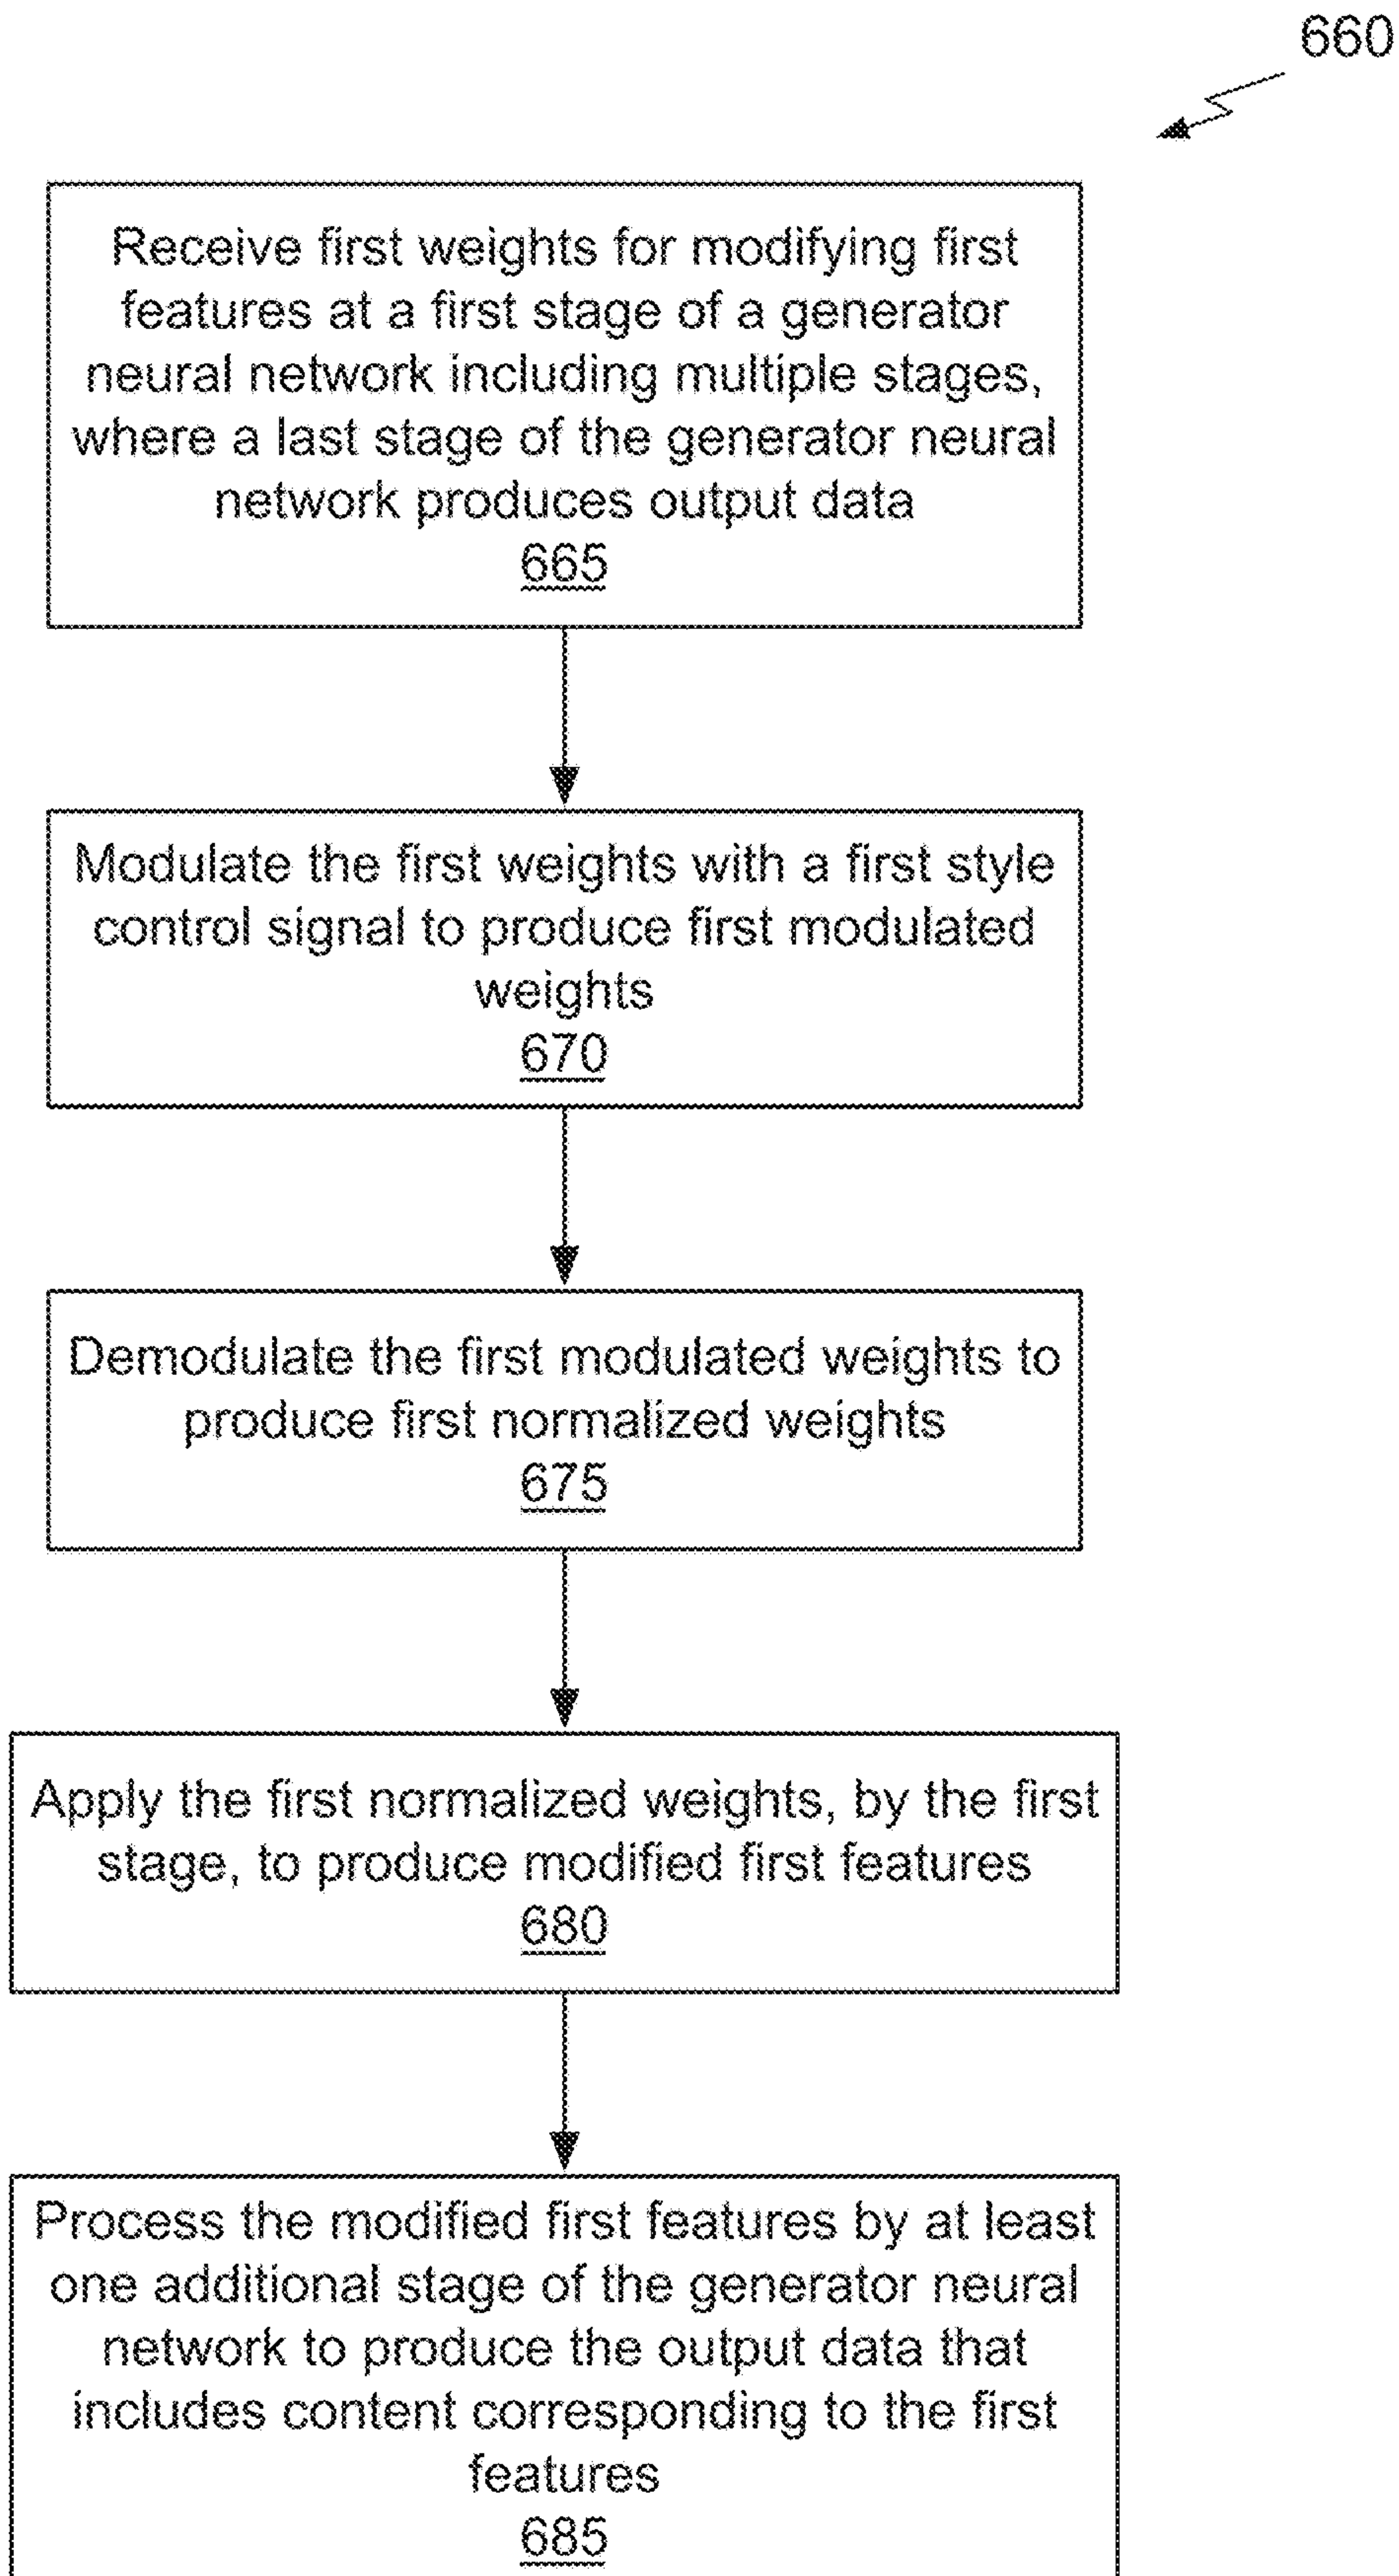 660
Receive first weights for modifying first
features at a first stage of a generator
neural network including multiple stages,
where a last stage of the generator neural
network produces output data
665
Modulate the first weights with a first style
control signal to produce first modulated
weights
670
Demodulate the first modulated weights to
produce first normalized weights
675
Apply the first normalized weights, by the first
stage, to produce modified first features
680
Process the modified first features by at least
one additional stage of the generator neural
network to produce the output data that
includes content corresponding to the first
features
685